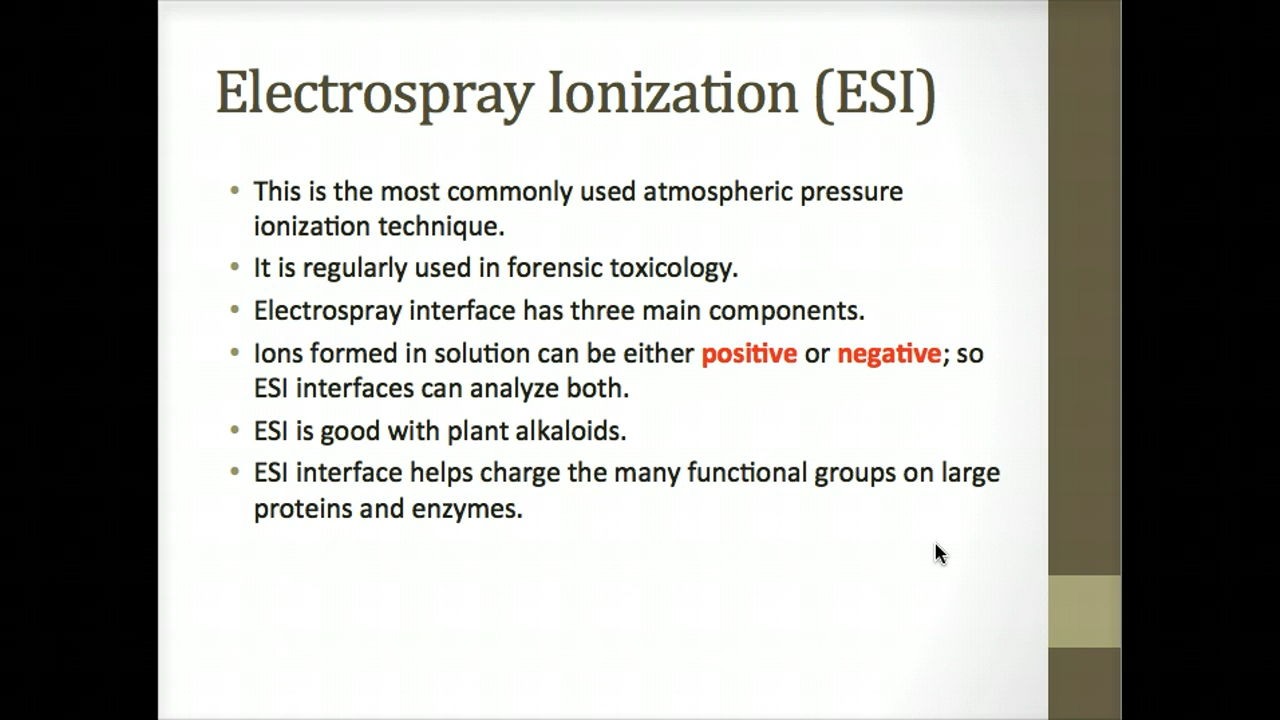 Electrospray Ionization (ESI)
• This is the most commonly used atmospheric pressure
ionization technique.
• It is regularly used in forensic toxicology.
• Electrospray interface has three main components.
• Ions formed in solution can be either positive or negative; so
ESI interfaces can analyze both.
• ESI is good with plant alkaloids.
• ESI interface helps charge the many functional groups on large
proteins and enzymes.